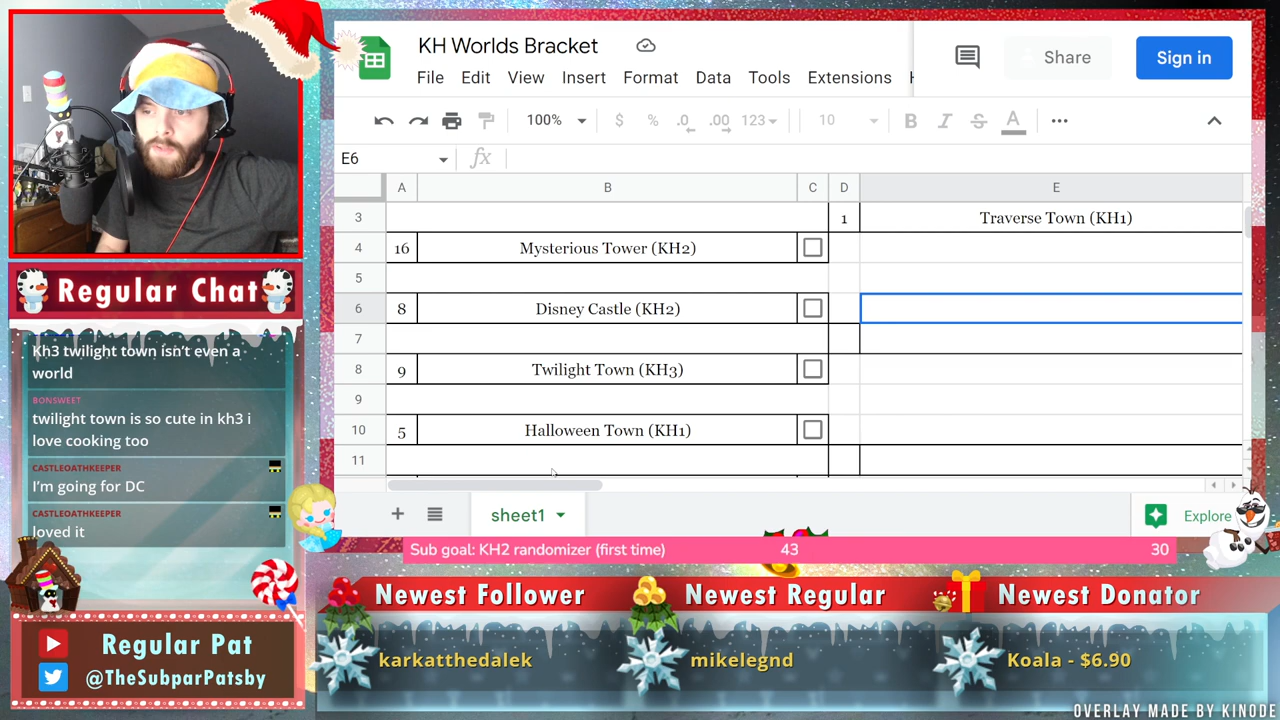 KH Worlds Bracket
Share
Sign in
File Edit View Insert Format Data Tools Extensions
100% $ % .0 .00 123 10 B I S A
E6 fx
A B C D E
3 1 Traverse Town (KH1)
4 16 Mysterious Tower (KH2)
5
6 8 Disney Castle (KH2)
7
8 9 Twilight Town (KH3)
9
10 5 Halloween Town (KH1)
11
sheet1
Explore
Sub goal: KH2 randomizer (first time) 43 30
Regular Chat
Kh3 twilight town isn't even a
world
BONSWEET
twilight town is so cute in kh3 i
love cooking too
CASTLEOATHKEEPER
I'm going for DC
CASTLEOATHKEEPER
loved it
Regular Pat
@TheSubparPatsby
Newest Follower
karkatthedalek
Newest Regular
mikelegnd
Newest Donator
Koala - $6.90
OVERLAY MADE BY KINODE